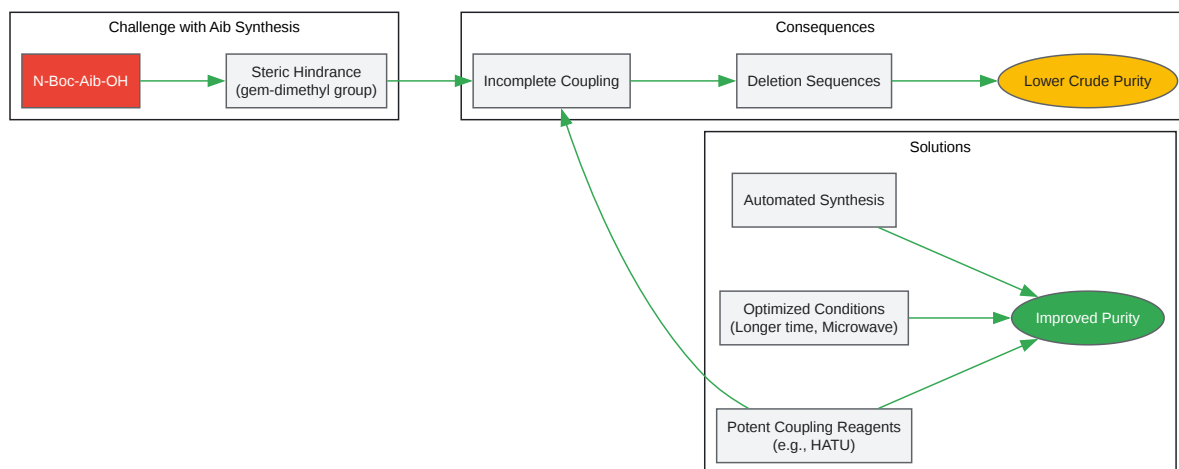 Challenge with Aib Synthesis
N-Boc-Aib-OH
Steric Hindrance
(gem-dimethyl group)
Consequences
Incomplete Coupling
Deletion Sequences
Lower Crude Purity
Solutions
Automated Synthesis
Optimized Conditions
(Longer time, Microwave)
Improved Purity
Potent Coupling Reagents
(e.g., HATU)